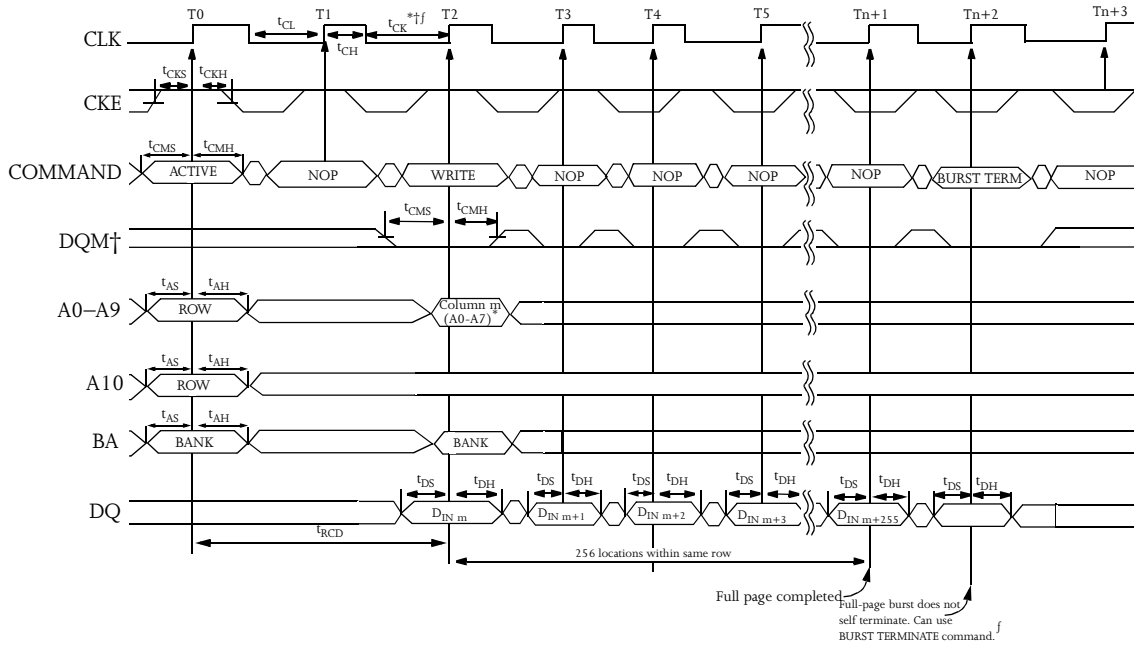 T0 T1 T2 T3 T4 T5 Tn+1 Tn+2 Tn+3
CLK tCL tCH tCK*†ƒ
tCKS tCKH
CKE
tCMS tCMH
COMMAND ACTIVE NOP WRITE NOP NOP NOP NOP BURST TERM NOP
tCMS tCMH
DQM†
tAS tAH
A0–A9 ROW Column m
(A0-A7)*
tAS tAH
A10 ROW
tAS tAH
BA BANK BANK
tDS tDH tDS tDH tDS tDH tDS tDH tDS tDH tDS tDH
DQ DIN m DIN m+1 DIN m+2 DIN m+3 DIN m+255
tRCD
256 locations within same row
Full page completed
Full-page burst does not
self terminate. Can use
BURST TERMINATE command.ƒ